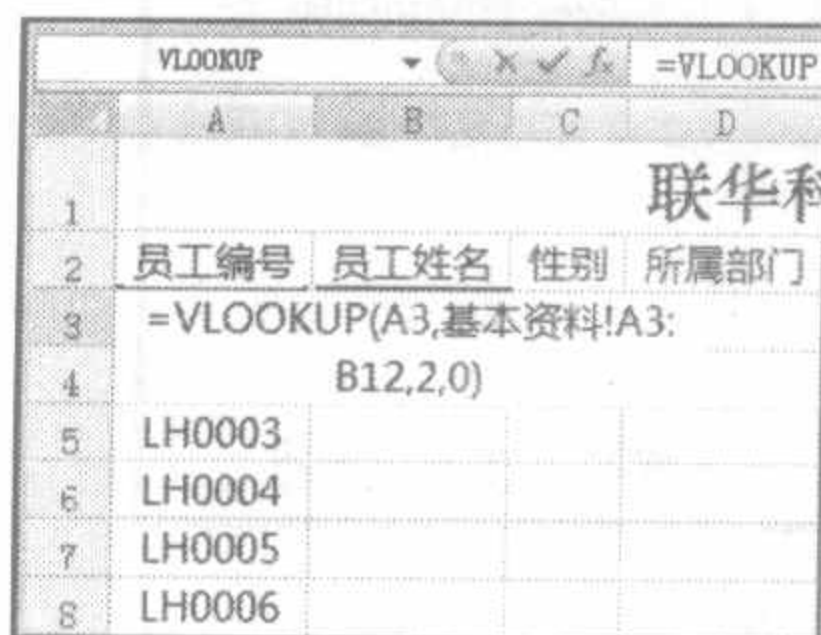 VLOOKUP fx =VLOOKUP
A B C D
1 联华科
2 员工编号 员工姓名 性别 所属部门
3 =VLOOKUP(A3,基本资料!A3:
4 B12,2,0)
5 LH0003
6 LH0004
7 LH0005
8 LH0006